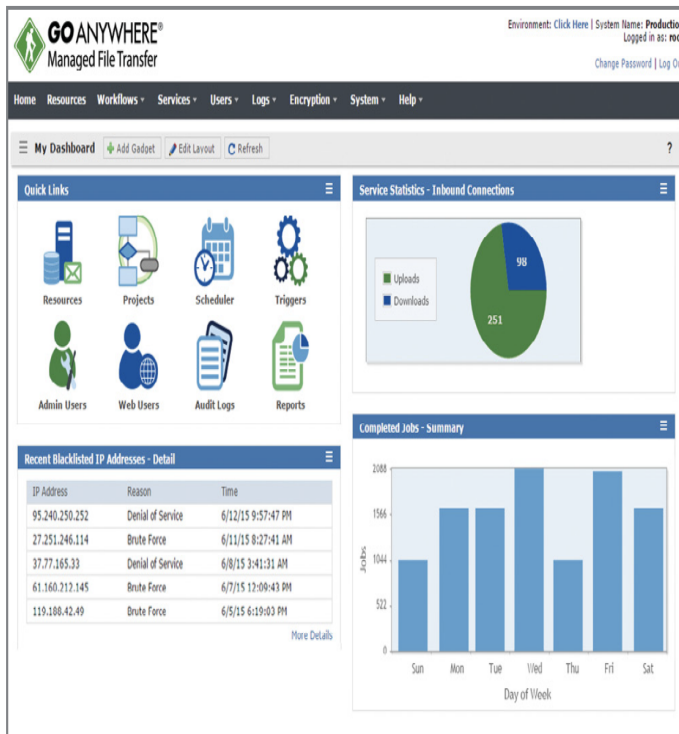 GO ANYWHERE®
Managed File Transfer
Environment: Click Here | System Name: Productio
Logged in as: roo
Change Password | Log Ou
Home Resources Workflows Services Users Logs Encryption System Help
My Dashboard Add Gadget Edit Layout Refresh ?
Quick Links
Resources Projects Scheduler Triggers
Admin Users Web Users Audit Logs Reports
Service Statistics - Inbound Connections
Uploads
Downloads
98
251
Recent Blacklisted IP Addresses - Detail
IP Address Reason Time
95.240.250.252 Denial of Service 6/12/15 9:57:47 PM
27.251.246.114 Brute Force 6/11/15 8:27:41 AM
37.77.165.33 Denial of Service 6/8/15 3:41:31 AM
61.160.212.145 Brute Force 6/7/15 12:09:43 PM
119.188.42.49 Brute Force 6/5/15 6:19:03 PM
More Details
Completed Jobs - Summary
2088
1566
1044
522
0
Jobs
Sun Mon Tue Wed Thu Fri Sat
Day of Week